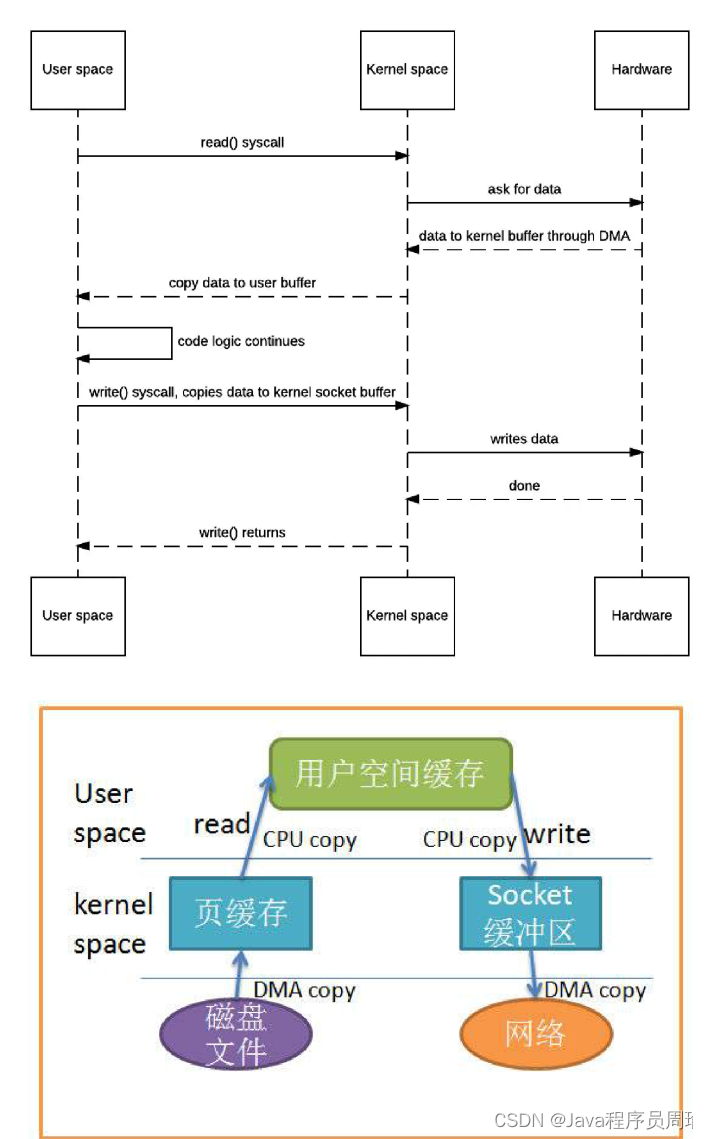 User space
Kernel space
Hardware
read() syscall
ask for data
data to kernel buffer through DMA
copy data to user buffer
code logic continues
write() syscall, copies data to kernel socket buffer
writes data
done
write() returns
User space
Kernel space
Hardware
用户空间缓存
User
space
read
CPU copy
CPU copy
write
kernel
space
页缓存
Socket
缓冲区
DMA copy
DMA copy
磁盘
文件
网络
CSDN @Java程序员周